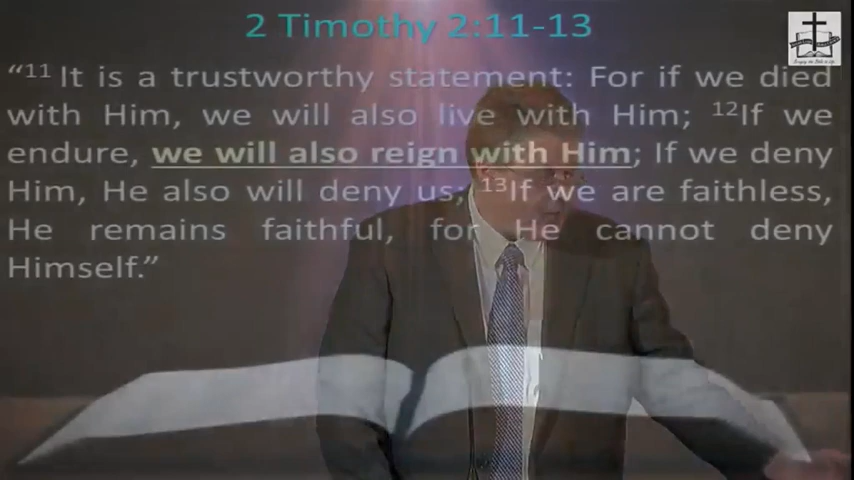 2 Timothy 2:11-13
“11 It is a trustworthy statement: For if we died
with Him, we will also live with Him; 12If we
endure, we will also reign with Him; If we deny
Him, He also will deny us; 13If we are faithless,
He remains faithful, for He cannot deny
Himself.”